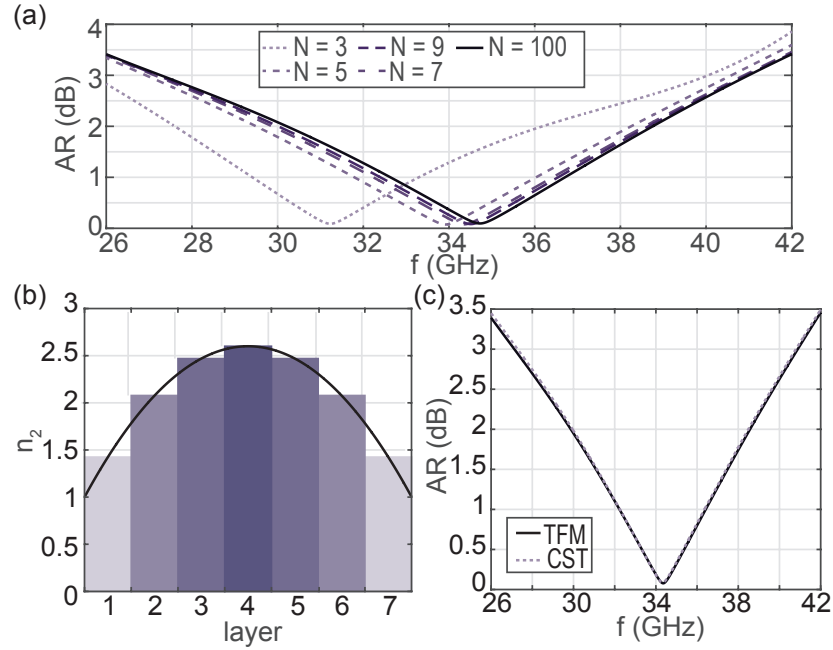 (a)
4
3
2
1
0
AR (dB)
N = 3 N = 9 N = 100
N = 5 N = 7
26 28 30 32 34 36 38 40 42
f (GHz)
(b)
3
2.5
2
1.5
1
0.5
0
n2
1 2 3 4 5 6 7
layer
(c)
3.5
3
2.5
2
1.5
1
0.5
0
AR (dB)
TFM
CST
26 30 34 38 42
f (GHz)